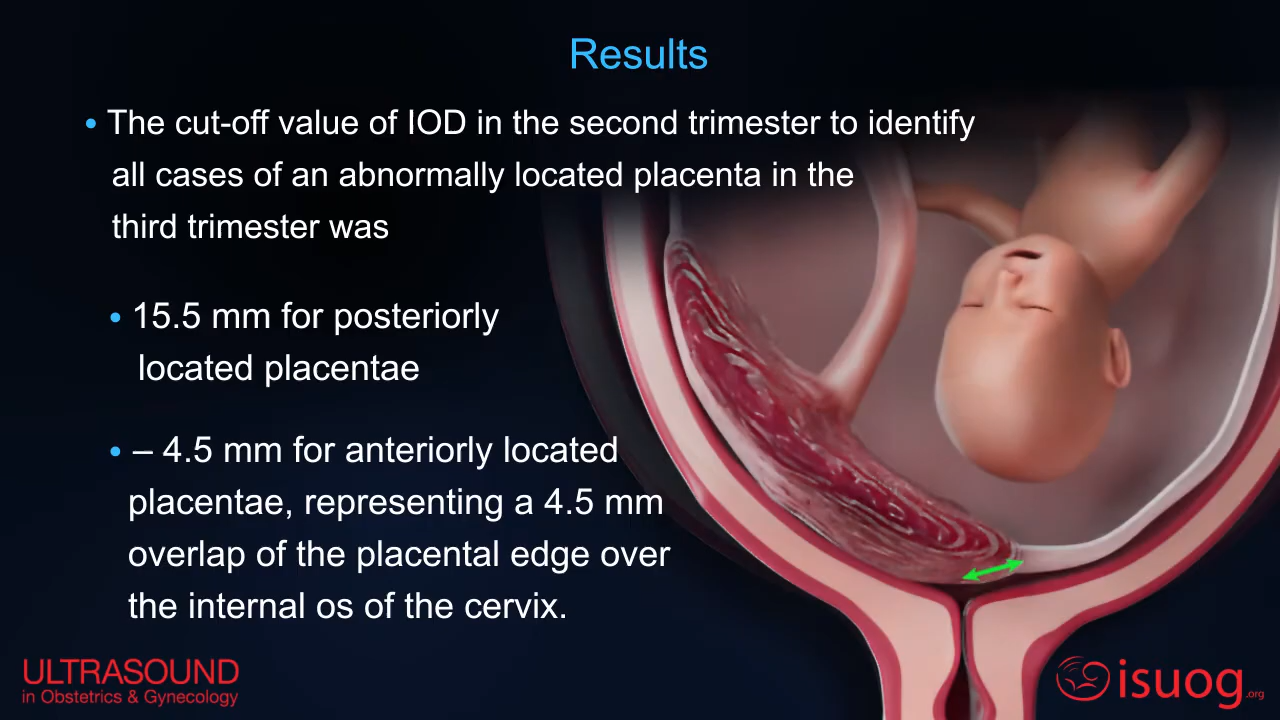 Results
• The cut-off value of IOD in the second trimester to identify
all cases of an abnormally located placenta in the
third trimester was
• 15.5 mm for posteriorly
located placentae
• – 4.5 mm for anteriorly located
placentae, representing a 4.5 mm
overlap of the placental edge over
the internal os of the cervix.
ULTRASOUND
in Obstetrics & Gynecology
isuog.org